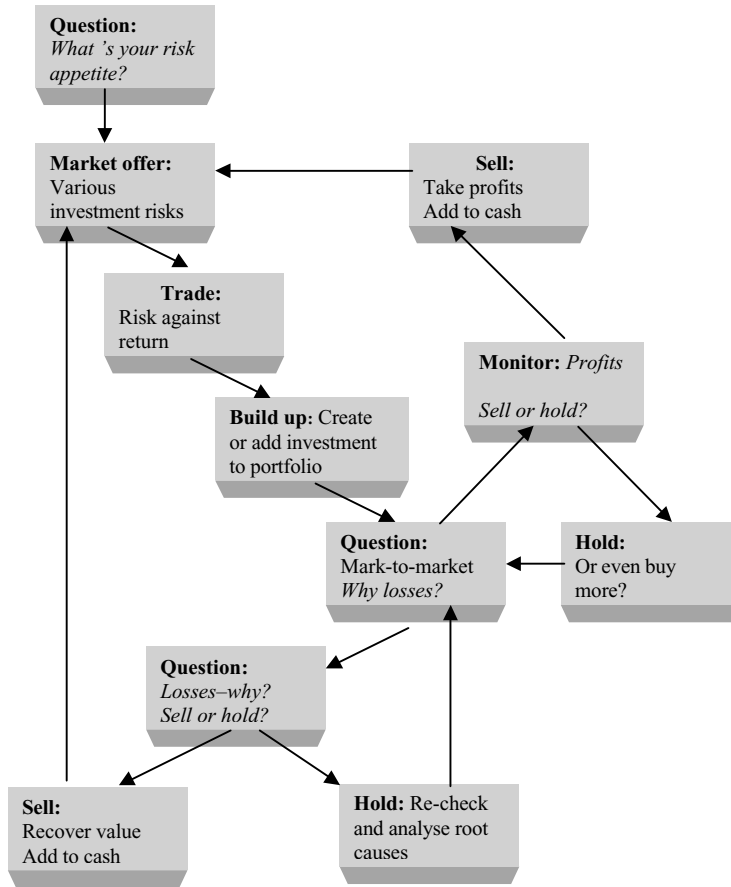 Question:
What 's your risk
appetite?
Market offer:
Various
investment risks
Sell:
Take profits
Add to cash
Trade:
Risk against
return
Monitor: Profits
Sell or hold?
Build up: Create
or add investment
to portfolio
Question:
Mark-to-market
Why losses?
Hold:
Or even buy
more?
Question:
Losses–why?
Sell or hold?
Sell:
Recover value
Add to cash
Hold: Re-check
and analyse root
causes